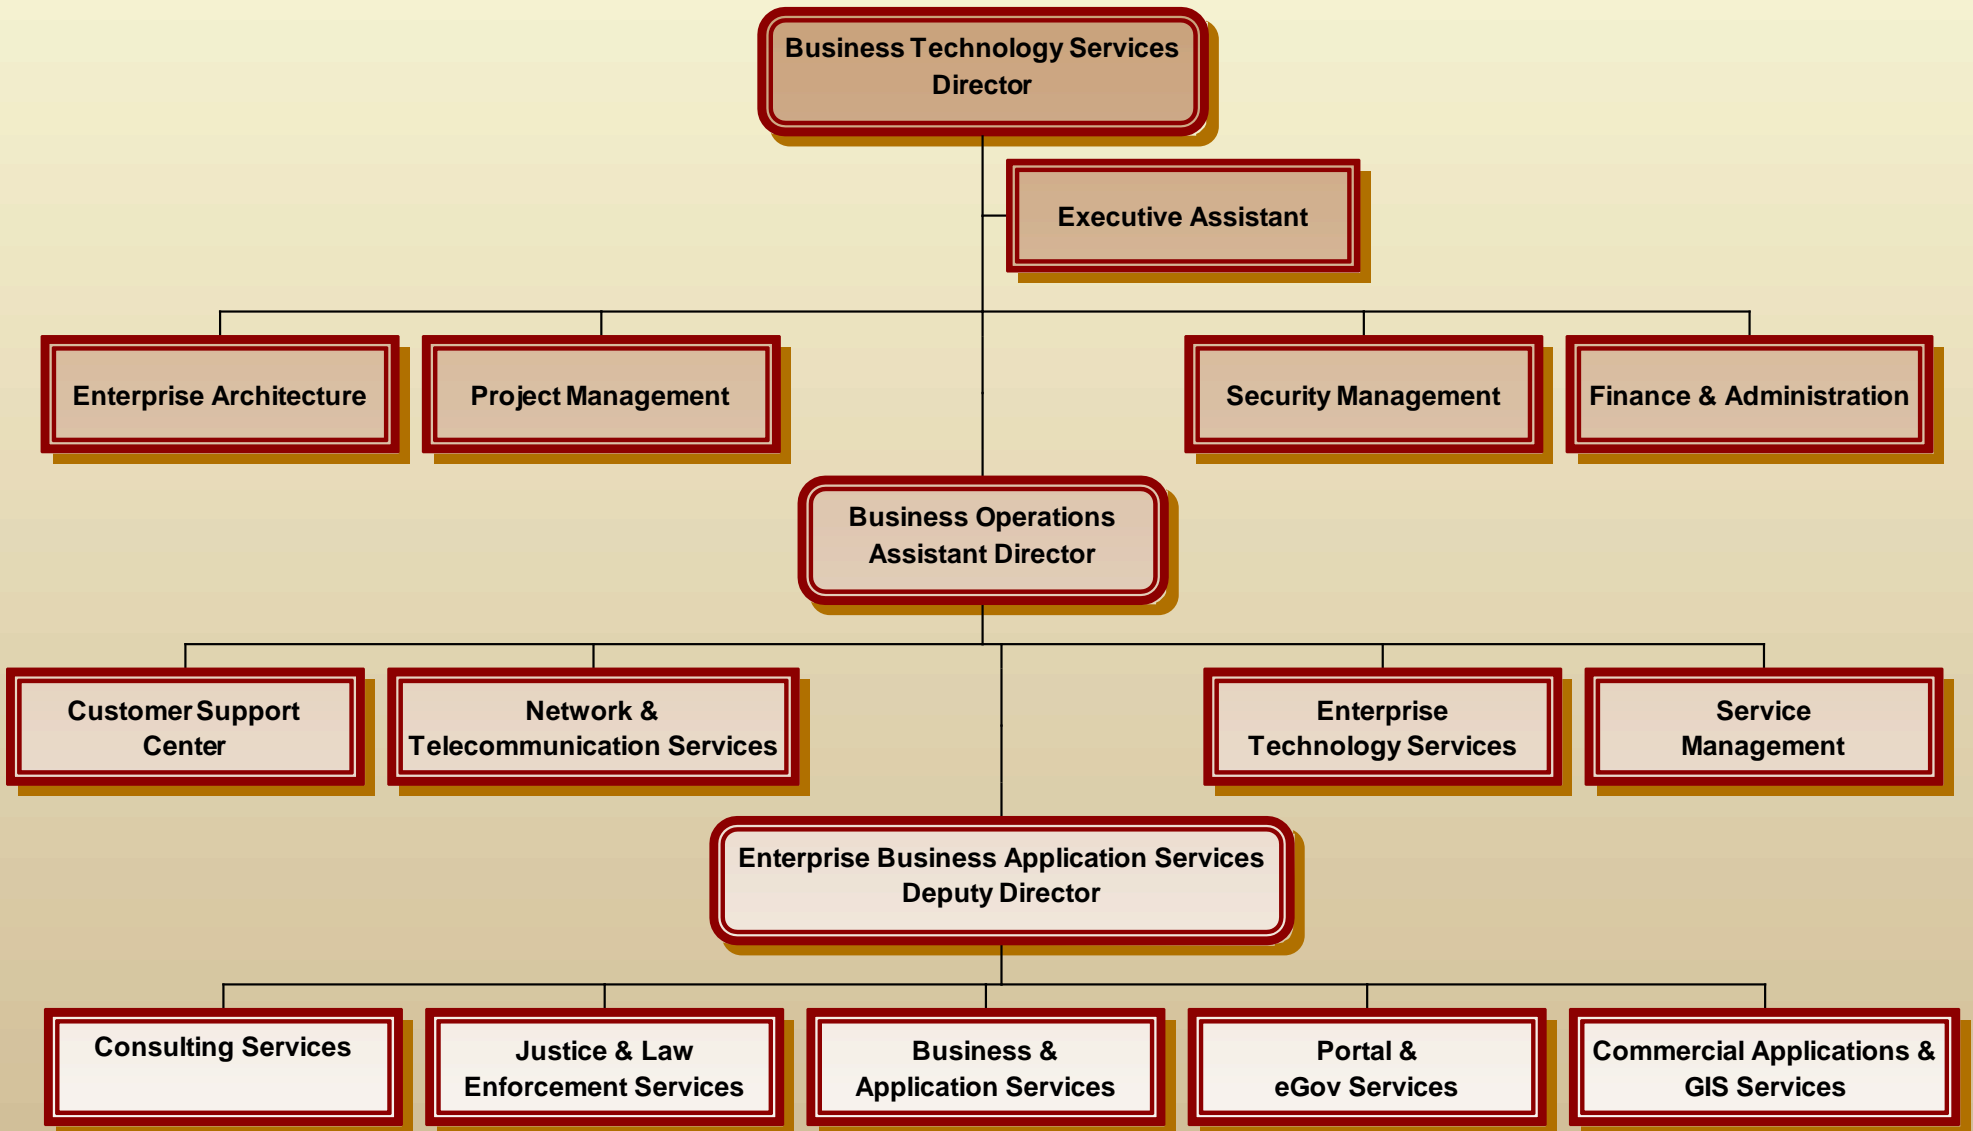 Business Technology Services
Director
Executive Assistant
Enterprise Architecture
Project Management
Security Management
Finance & Administration
Business Operations
Assistant Director
Customer Support
Center
Network &
Telecommunication Services
Enterprise
Technology Services
Service
Management
Enterprise Business Application Services
Deputy Director
Consulting Services
Justice & Law
Enforcement Services
Business &
Application Services
Portal &
eGov Services
Commercial Applications &
GIS Services